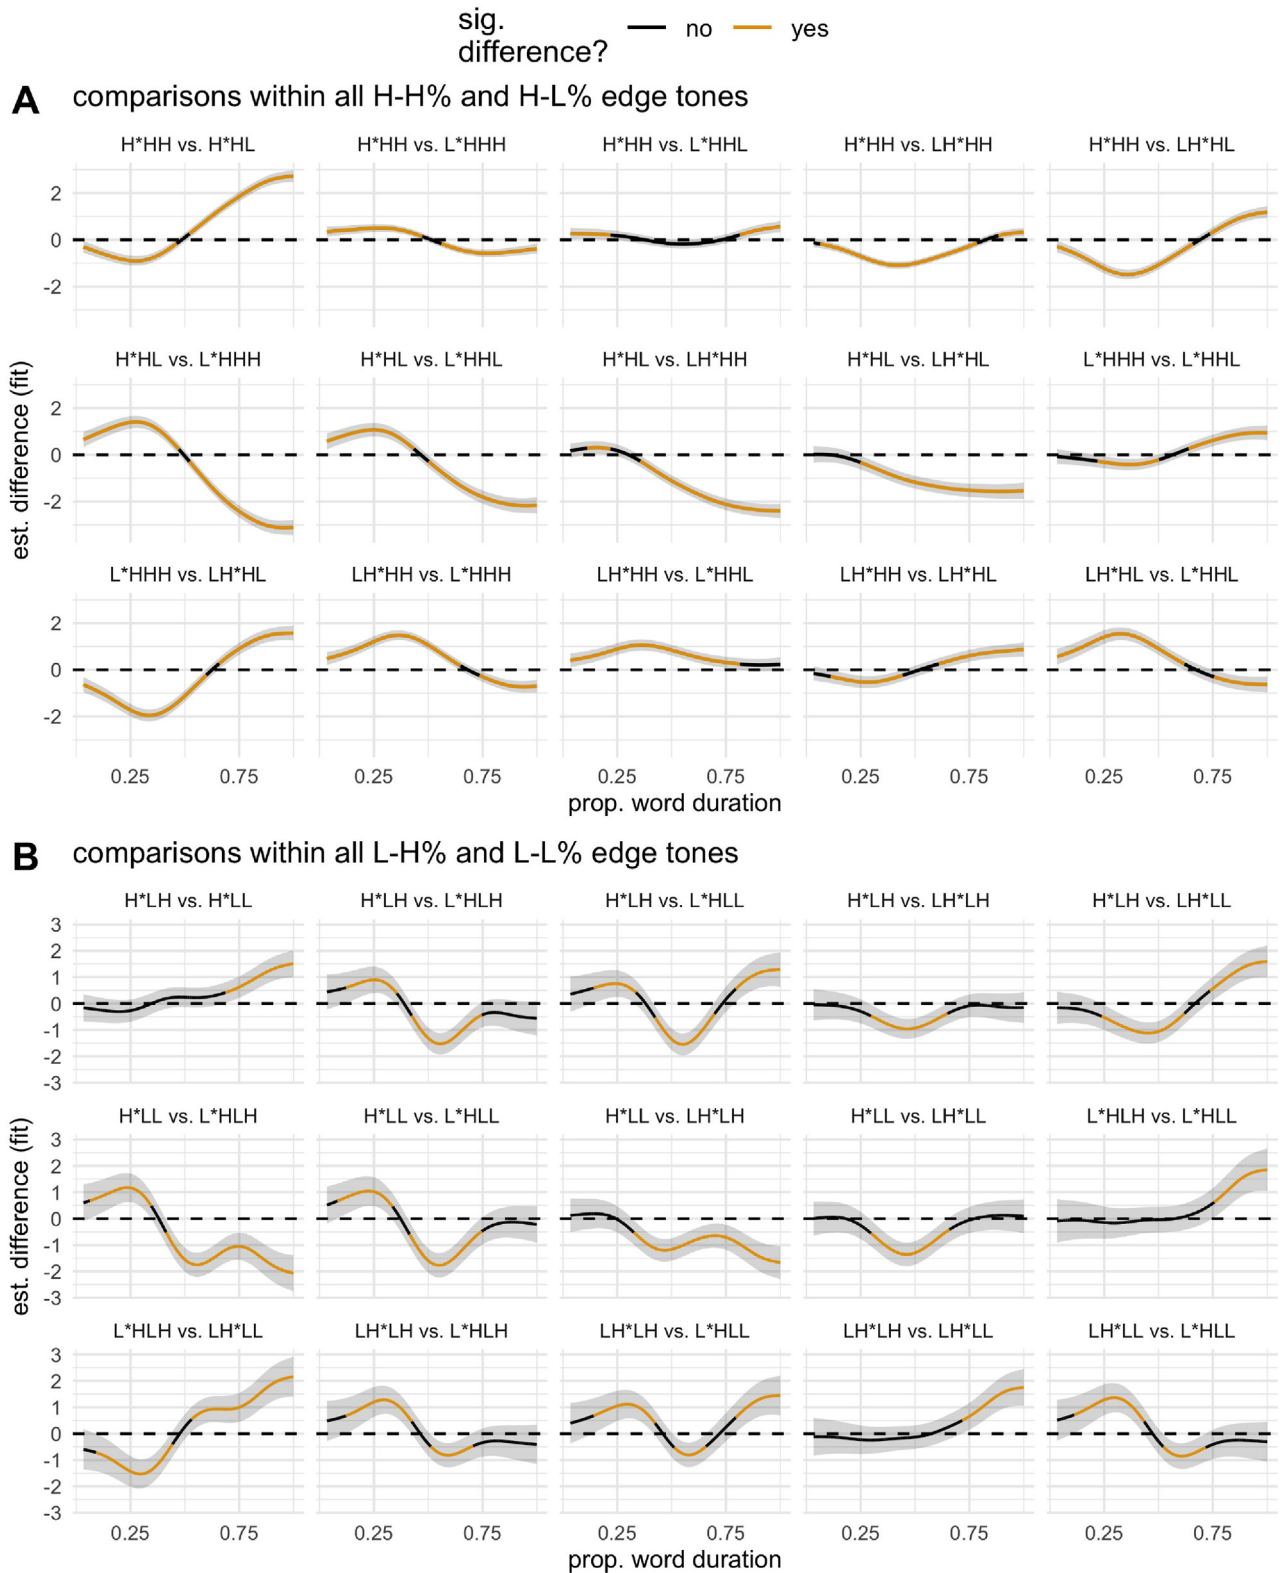 sig.
difference? no yes
A comparisons within all H-H% and H-L% edge tones
H*HH vs. H*HL H*HH vs. L*HHH H*HH vs. L*HHL H*HH vs. LH*HH H*HH vs. LH*HL
2
0
-2
H*HL vs. L*HHH H*HL vs. L*HHL H*HL vs. LH*HH H*HL vs. LH*HL L*HHH vs. L*HHL
est. difference (fit)
2
0
-2
L*HHH vs. LH*HL LH*HH vs. L*HHH LH*HH vs. L*HHL LH*HH vs. LH*HL LH*HL vs. L*HHL
2
0
-2
0.25 0.75 0.25 0.75 0.25 0.75 0.25 0.75 0.25 0.75
prop. word duration
B comparisons within all L-H% and L-L% edge tones
H*LH vs. H*LL H*LH vs. L*HLH H*LH vs. L*HLL H*LH vs. LH*LH H*LH vs. LH*LL
3
2
1
0
-1
-2
-3
H*LL vs. L*HLH H*LL vs. L*HLL H*LL vs. LH*LH H*LL vs. LH*LL L*HLH vs. L*HLL
est. difference (fit)
3
2
1
0
-1
-2
-3
L*HLH vs. LH*LL LH*LH vs. L*HLH LH*LH vs. L*HLL LH*LH vs. LH*LL LH*LL vs. L*HLL
3
2
1
0
-1
-2
-3
0.25 0.75 0.25 0.75 0.25 0.75 0.25 0.75 0.25 0.75
prop. word duration